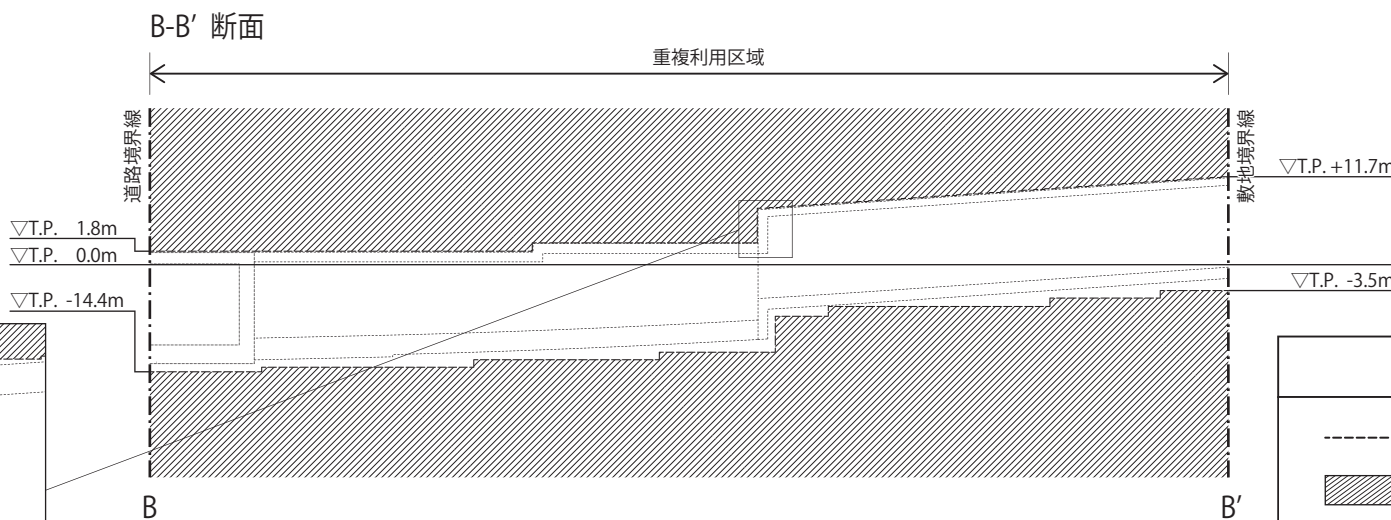 B-B′ 断面
重複利用区域
道路境界線
敷地境界線
▽T.P. +11.7m
▽T.P. 1.8m
▽T.P. 0.0m
▽T.P. -3.5m
▽T.P. -14.4m
B
B′